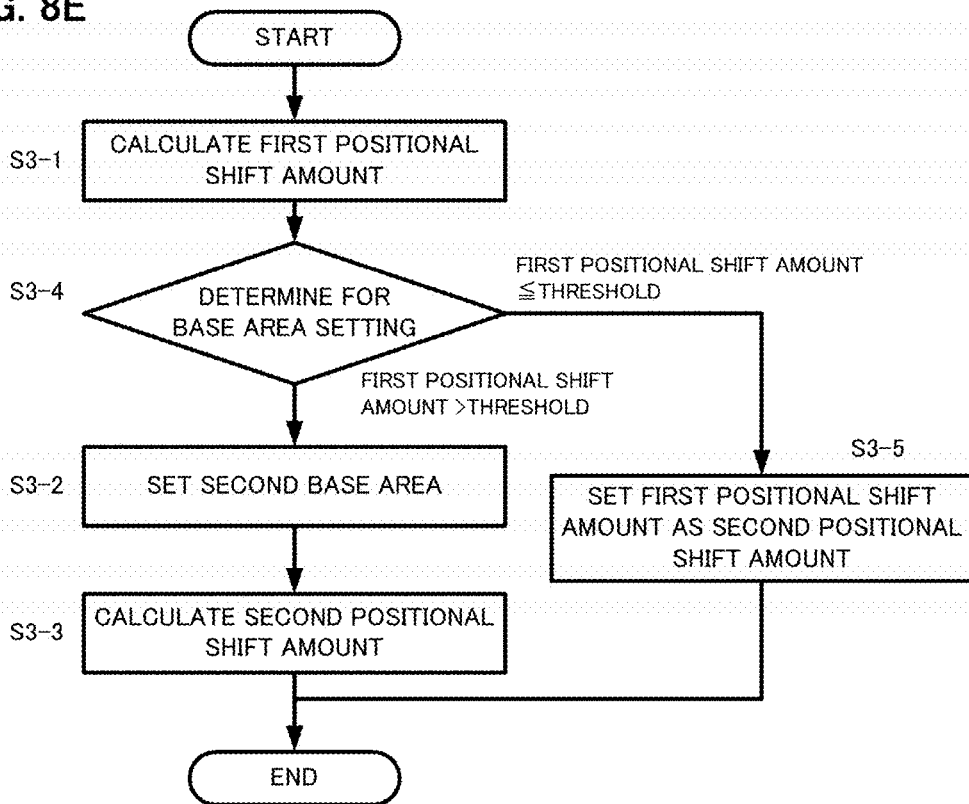 G. 8E
START
S3-1
CALCULATE FIRST POSITIONAL
SHIFT AMOUNT
S3-4
DETERMINE FOR
BASE AREA SETTING
FIRST POSITIONAL SHIFT AMOUNT
≦THRESHOLD
FIRST POSITIONAL SHIFT
AMOUNT >THRESHOLD
S3-2
SET SECOND BASE AREA
S3-5
SET FIRST POSITIONAL SHIFT
AMOUNT AS SECOND POSITIONAL
SHIFT AMOUNT
S3-3
CALCULATE SECOND POSITIONAL
SHIFT AMOUNT
END